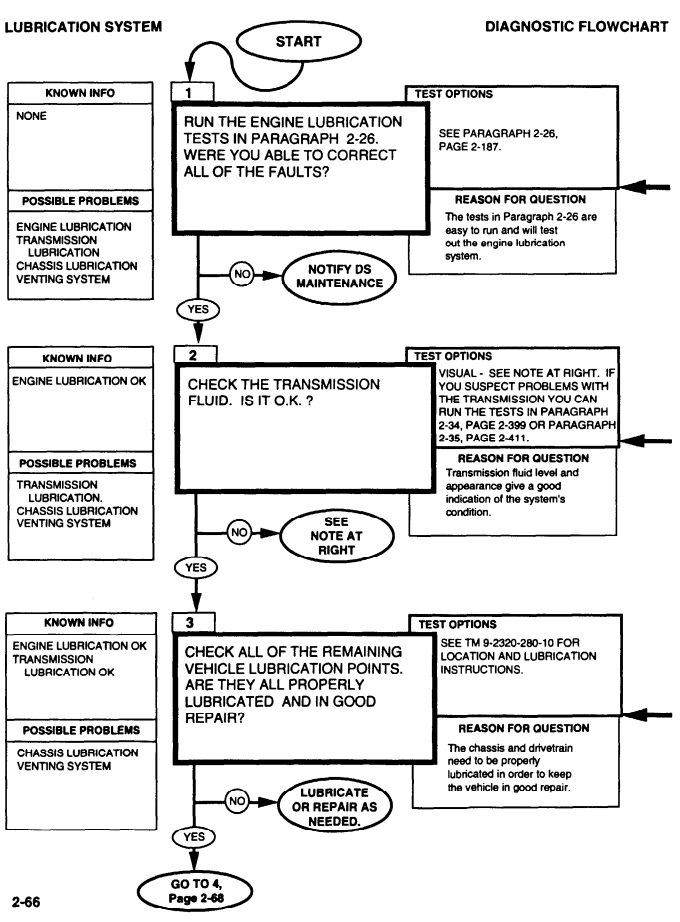 LUBRICATION SYSTEM
DIAGNOSTIC FLOWCHART
START
KNOWN INFO
NONE
POSSIBLE PROBLEMS
ENGINE LUBRICATION
TRANSMISSION
LUBRICATION
CHASSIS LUBRICATION
VENTING SYSTEM
1
RUN THE ENGINE LUBRICATION
TESTS IN PARAGRAPH 2-26.
WERE YOU ABLE TO CORRECT
ALL OF THE FAULTS?
TEST OPTIONS
SEE PARAGRAPH 2-26,
PAGE 2-187.
REASON FOR QUESTION
The tests in Paragraph 2-26 are
easy to run and will test
out the engine lubrication
system.
NO
NOTIFY DS
MAINTENANCE
YES
KNOWN INFO
ENGINE LUBRICATION OK
POSSIBLE PROBLEMS
TRANSMISSION
LUBRICATION.
CHASSIS LUBRICATION
VENTING SYSTEM
2
CHECK THE TRANSMISSION
FLUID. IS IT O.K. ?
TEST OPTIONS
VISUAL - SEE NOTE AT RIGHT. IF
YOU SUSPECT PROBLEMS WITH
THE TRANSMISSION YOU CAN
RUN THE TESTS IN PARAGRAPH
2-34, PAGE 2-399 OR PARAGRAPH
2-35, PAGE 2-411.
REASON FOR QUESTION
Transmission fluid level and
appearance give a good
indication of the system's
condition.
NO
SEE
NOTE AT
RIGHT
YES
KNOWN INFO
ENGINE LUBRICATION OK
TRANSMISSION
LUBRICATION OK
POSSIBLE PROBLEMS
CHASSIS LUBRICATION
VENTING SYSTEM
3
CHECK ALL OF THE REMAINING
VEHICLE LUBRICATION POINTS.
ARE THEY ALL PROPERLY
LUBRICATED AND IN GOOD
REPAIR?
TEST OPTIONS
SEE TM 9-2320-280-10 FOR
LOCATION AND LUBRICATION
INSTRUCTIONS.
REASON FOR QUESTION
The chassis and drivetrain
need to be properly
lubricated in order to keep
the vehicle in good repair.
NO
LUBRICATE
OR REPAIR AS
NEEDED.
YES
GO TO 4,
Page 2-68
2-66